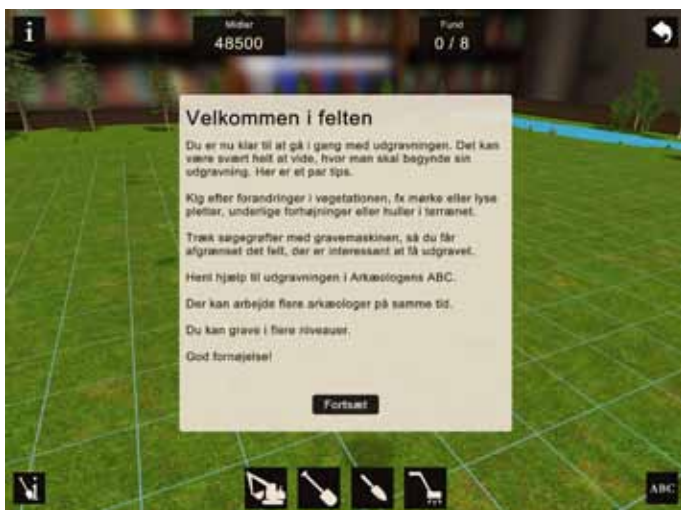 i
Midler
48500
Fund
0 / 8
Velkommen i felten
Du er nu klar til at gå i gang med udgravningen. Det kan
være svært helt at vide, hvor man skal begynde sin
udgravning. Her er et par tips.
Kig efter forandringer i vegetationen, fx mørke eller lyse
pletter, underlige forhøjninger eller huller i terrænet.
Træk søgegrøfter med gravemaskinen, så du får
afgrænset det felt, der er interessant at få udgravet.
Hent hjælp til udgravningen i Arkæologens ABC.
Der kan arbejde flere arkæologer på samme tid.
Du kan grave i flere niveauer.
God fornøjelse!
Fortsæt
i
ABC